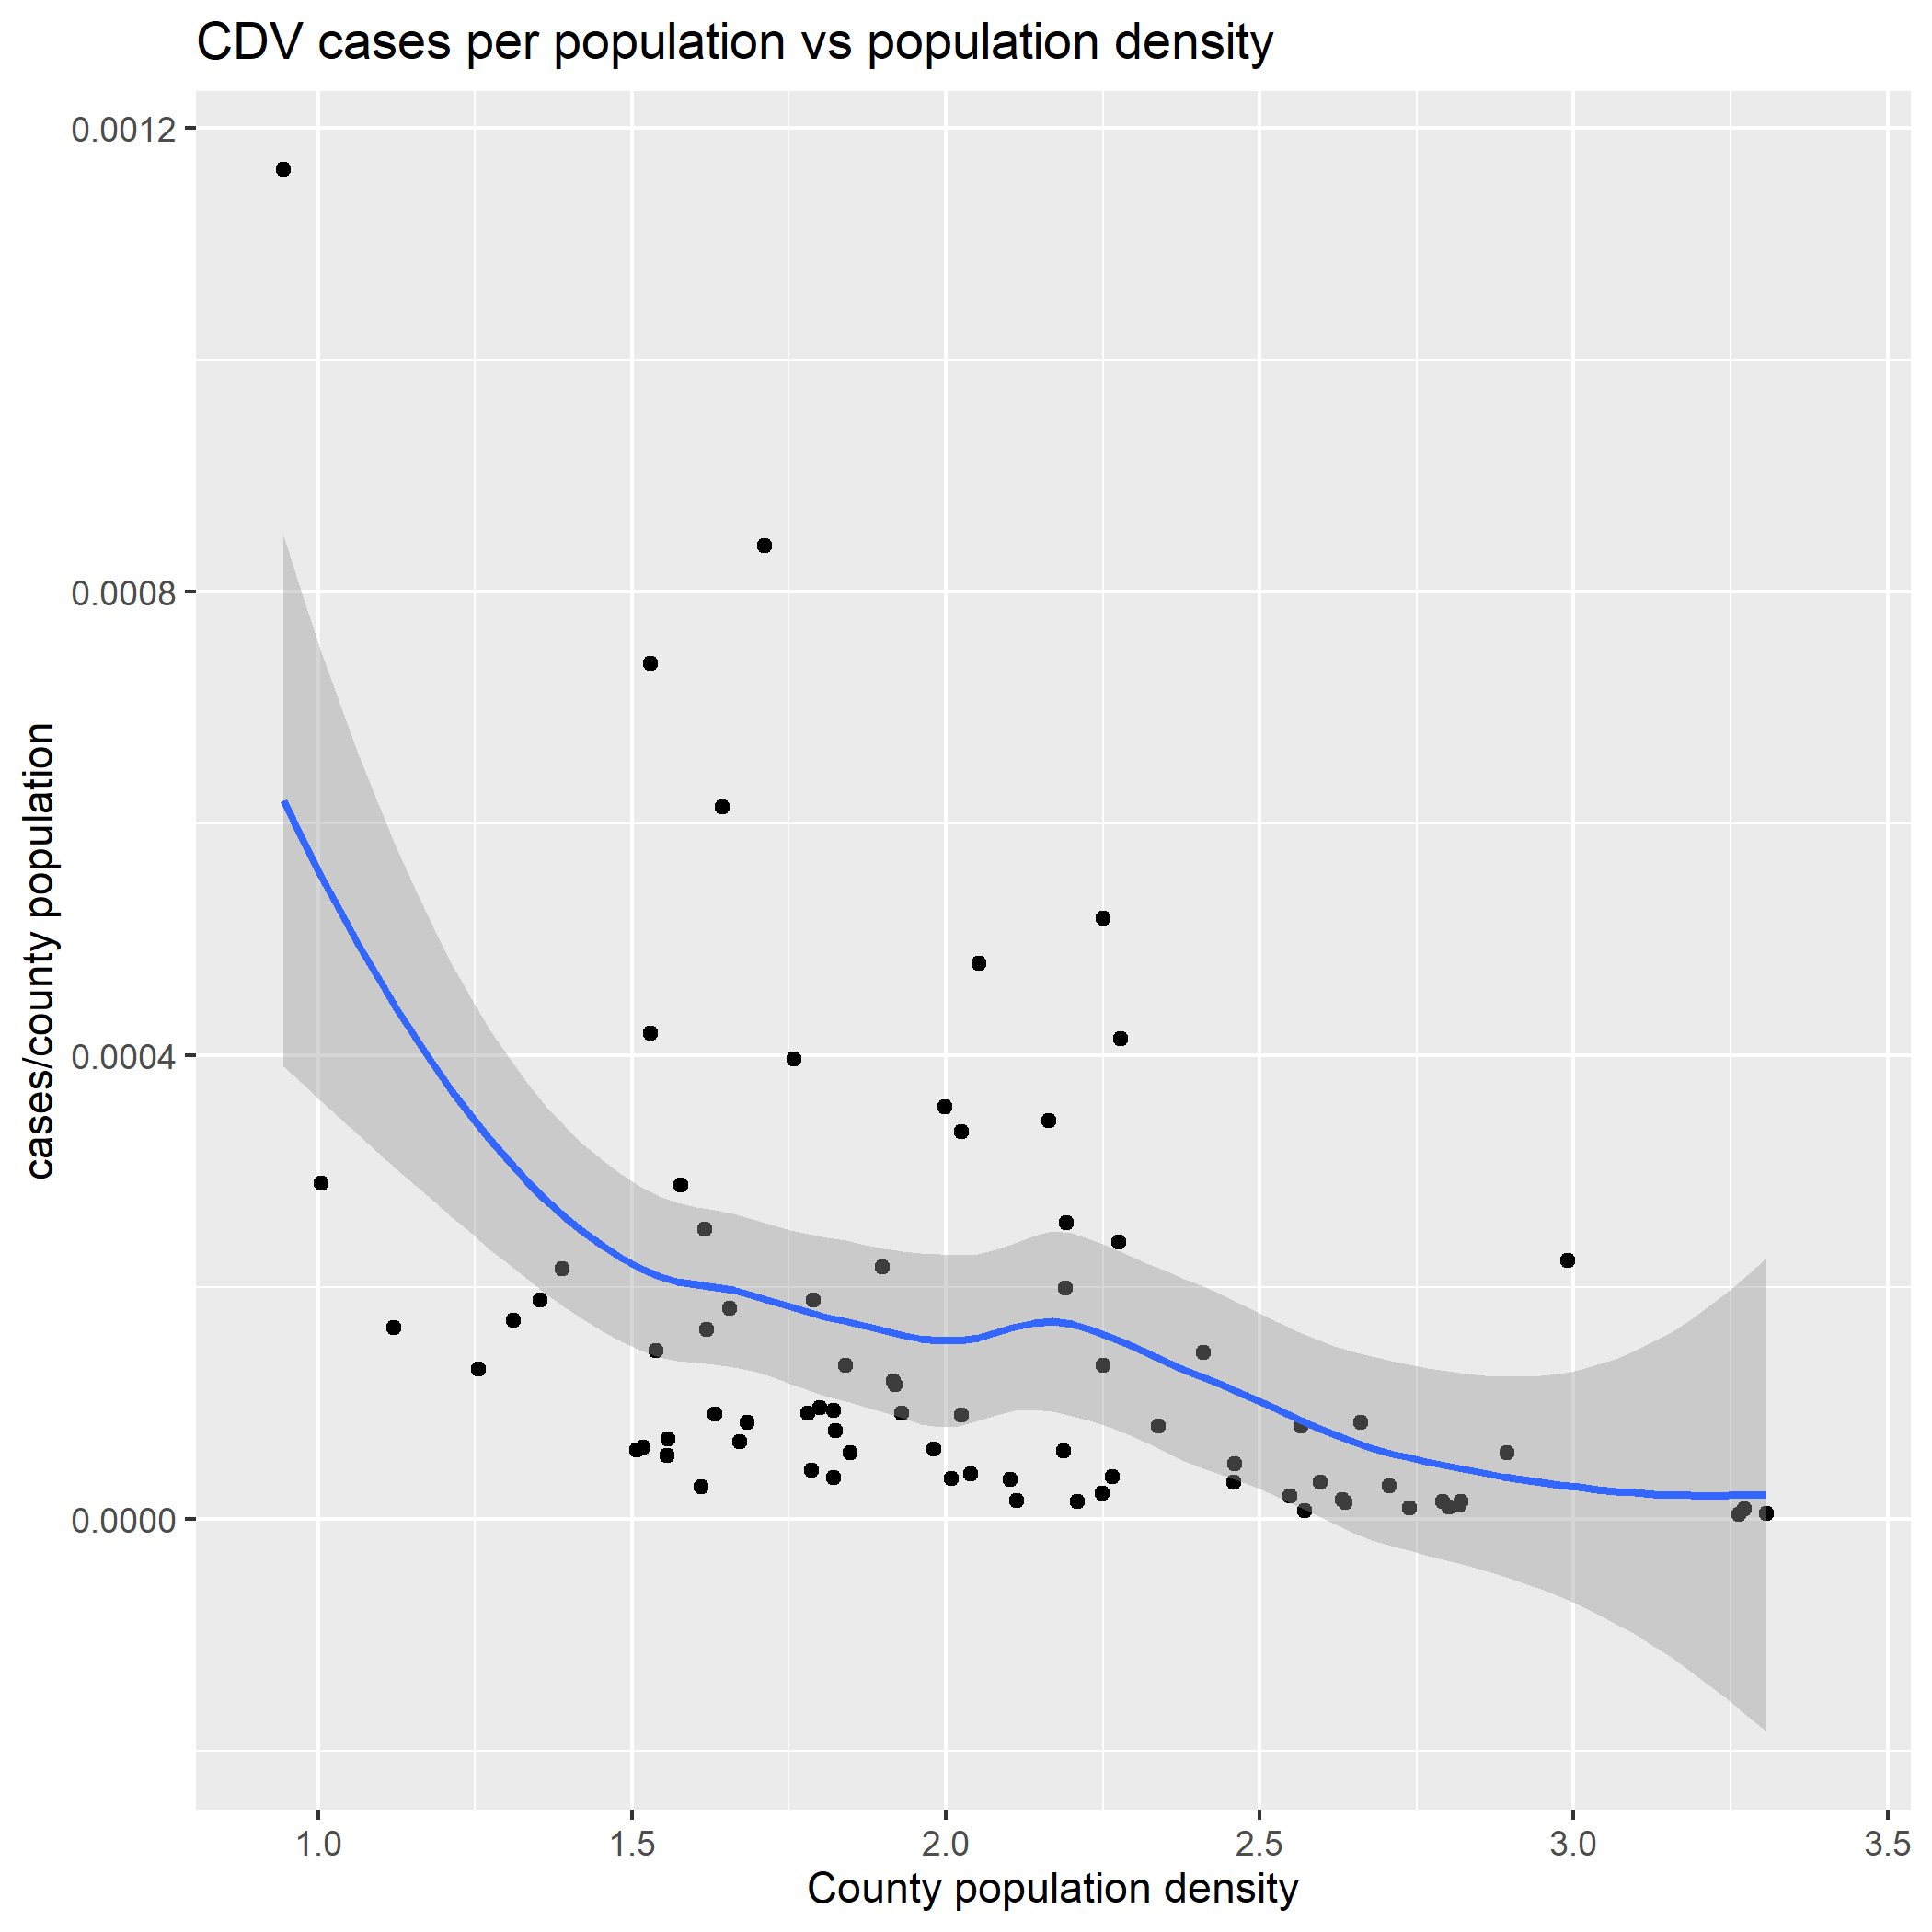 CDV cases per population vs population density
0.0012
0.0008
0.0004
0.0000
cases/county population
1.0 1.5 2.0 2.5 3.0 3.5
County population density